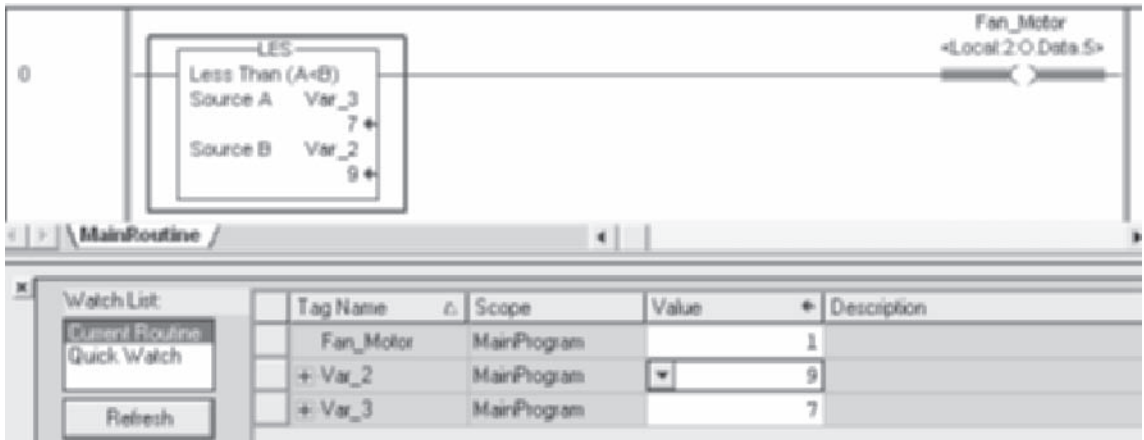 Fan_Motor
<Local:2:O.Data.5>
0
LES
Less Than (A<B)
Source A Var_3
7
Source B Var_2
9
MainRoutine
Watch List:
Current Routine
Quick Watch
Refresh
Tag Name Scope Value Description
Fan_Motor MainProgram 1
+ Var_2 MainProgram 9
+ Var_3 MainProgram 7